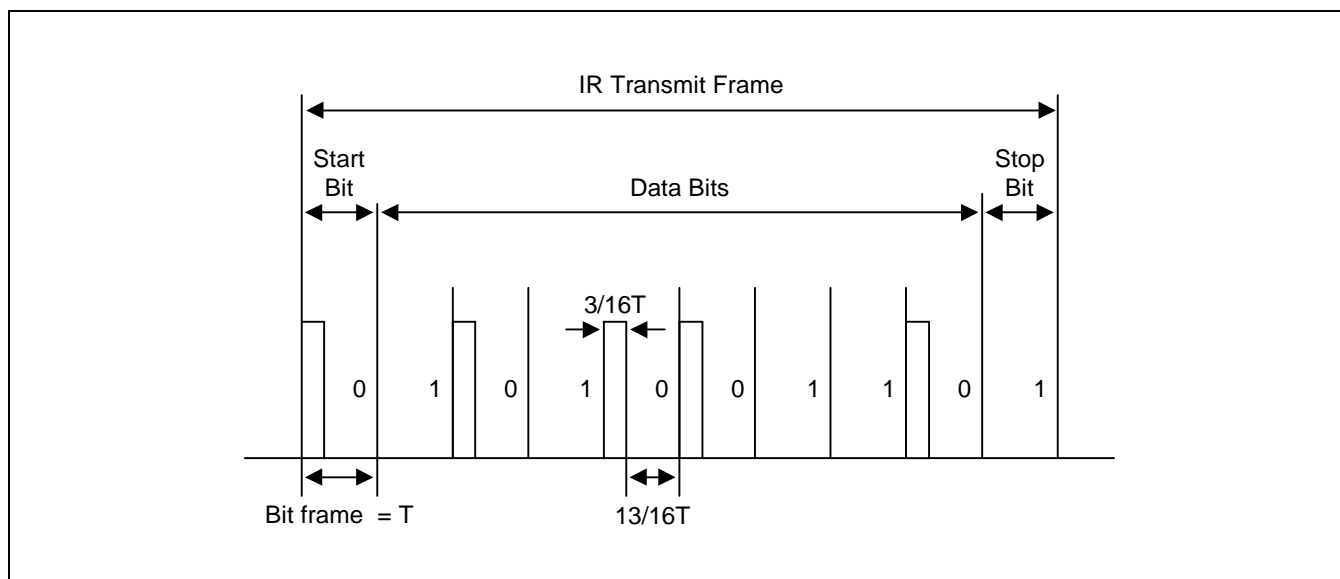 IR Transmit Frame
Start
Bit
Data Bits
Stop
Bit
3/16T
0 1 0 1 0 0 1 1 0 1
Bit frame = T
13/16T